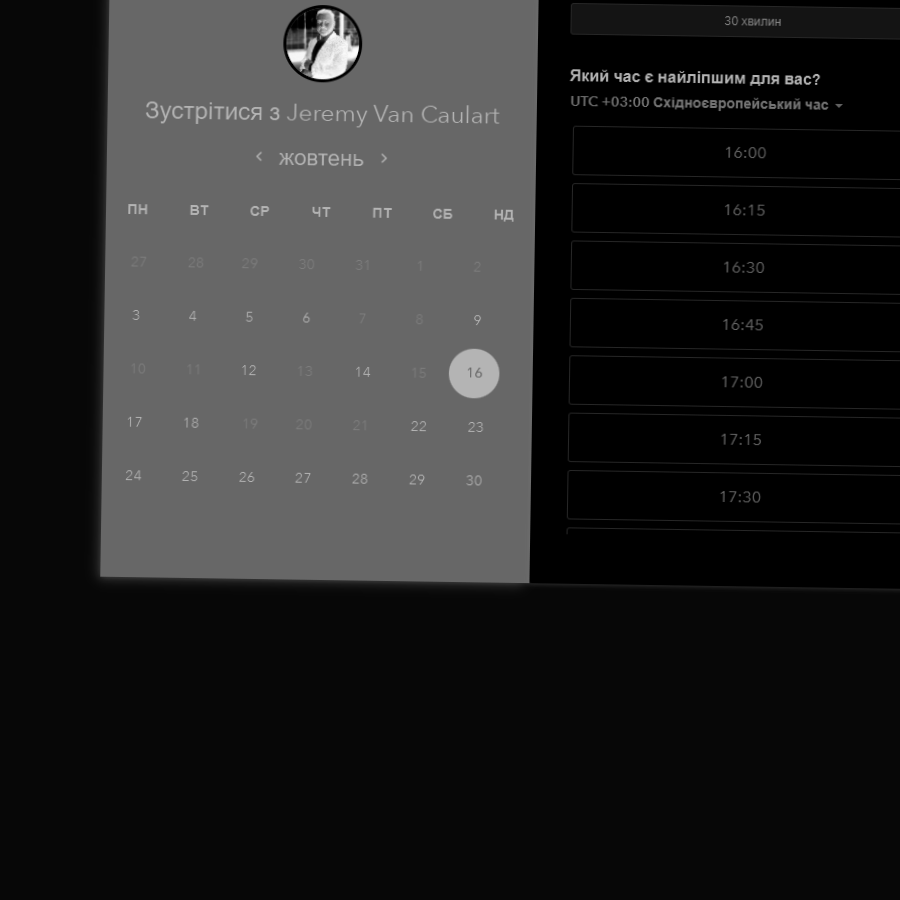 Зустрітися з Jeremy Van Caulart
жовтень
ПН ВТ СР ЧТ ПТ СБ НД
27 28 29 30 31 1 2
3 4 5 6 7 8 9
10 11 12 13 14 15 16
17 18 19 20 21 22 23
24 25 26 27 28 29 30
30 хвилин
Який час є найліпшим для вас?
UTC +03:00 Східноєвропейський час
16:00
16:15
16:30
16:45
17:00
17:15
17:30